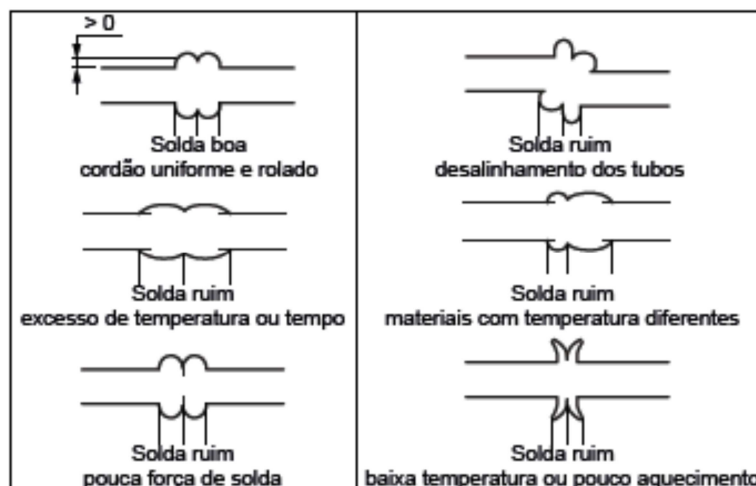 > 0
Solda boa
cordão uniforme e rolado
Solda ruim
desalinhamento dos tubos
Solda ruim
excesso de temperatura ou tempo
Solda ruim
materiais com temperatura diferentes
Solda ruim
pouca força de solda
Solda ruim
baixa temperatura ou pouco aquecimento